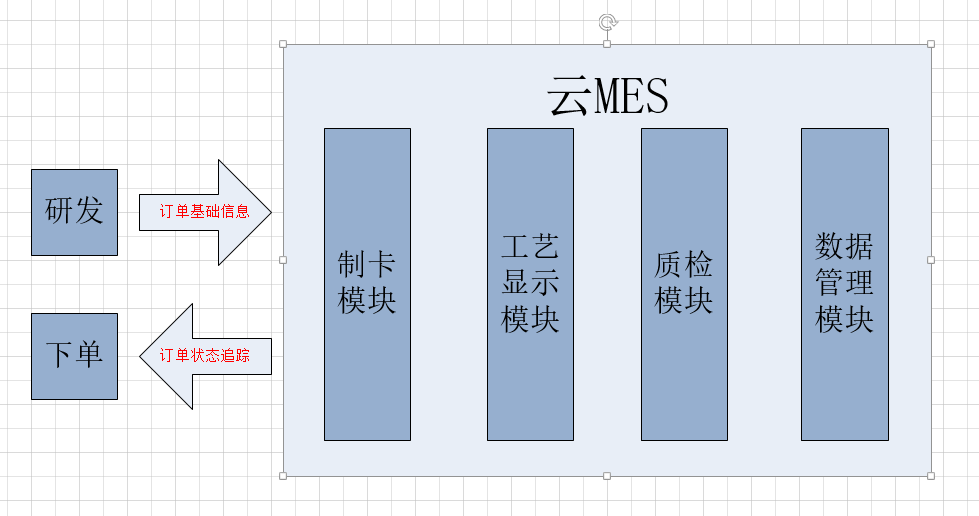 云MES
研发
订单基础信息
下单
订单状态追踪
制卡
模块
工艺
显示
模块
质检
模块
数据
管理
模块